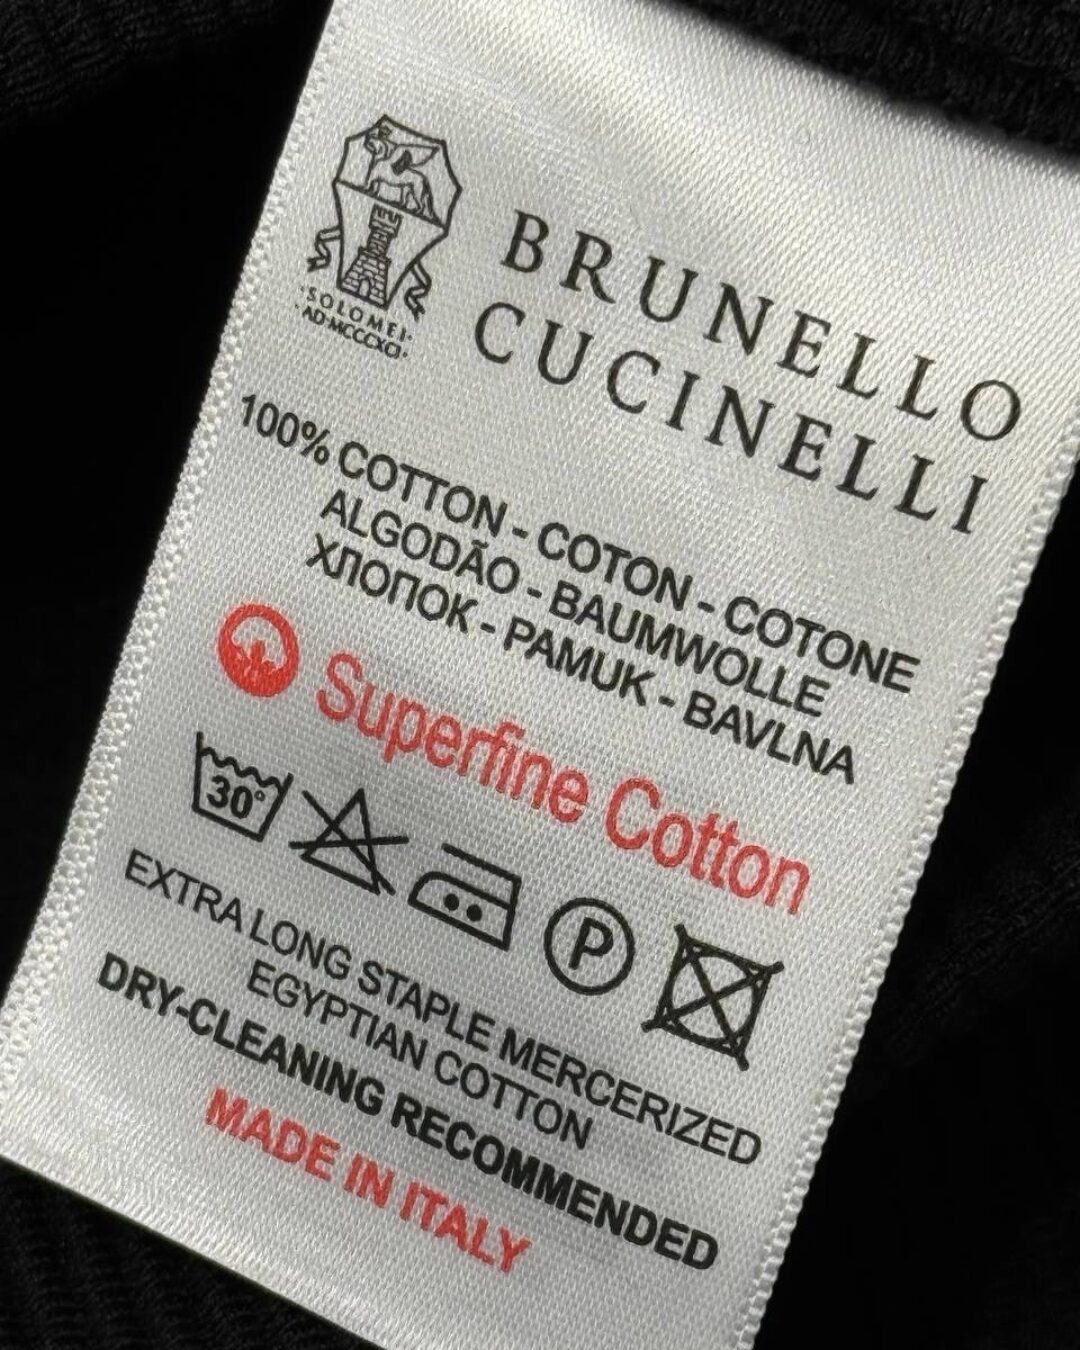 ·SOLOMEI·
·AD·MCCCXCI·
BRUNELLO
CUCINELLI
100% COTTON - COTON - COTONE
ALGODÃO - BAUMWOLLE
ХЛОПОК - PAMUK - BAVLNA
Superfine Cotton
30°
P
EXTRA LONG STAPLE MERCERIZED
EGYPTIAN COTTON
DRY-CLEANING RECOMMENDED
MADE IN ITALY